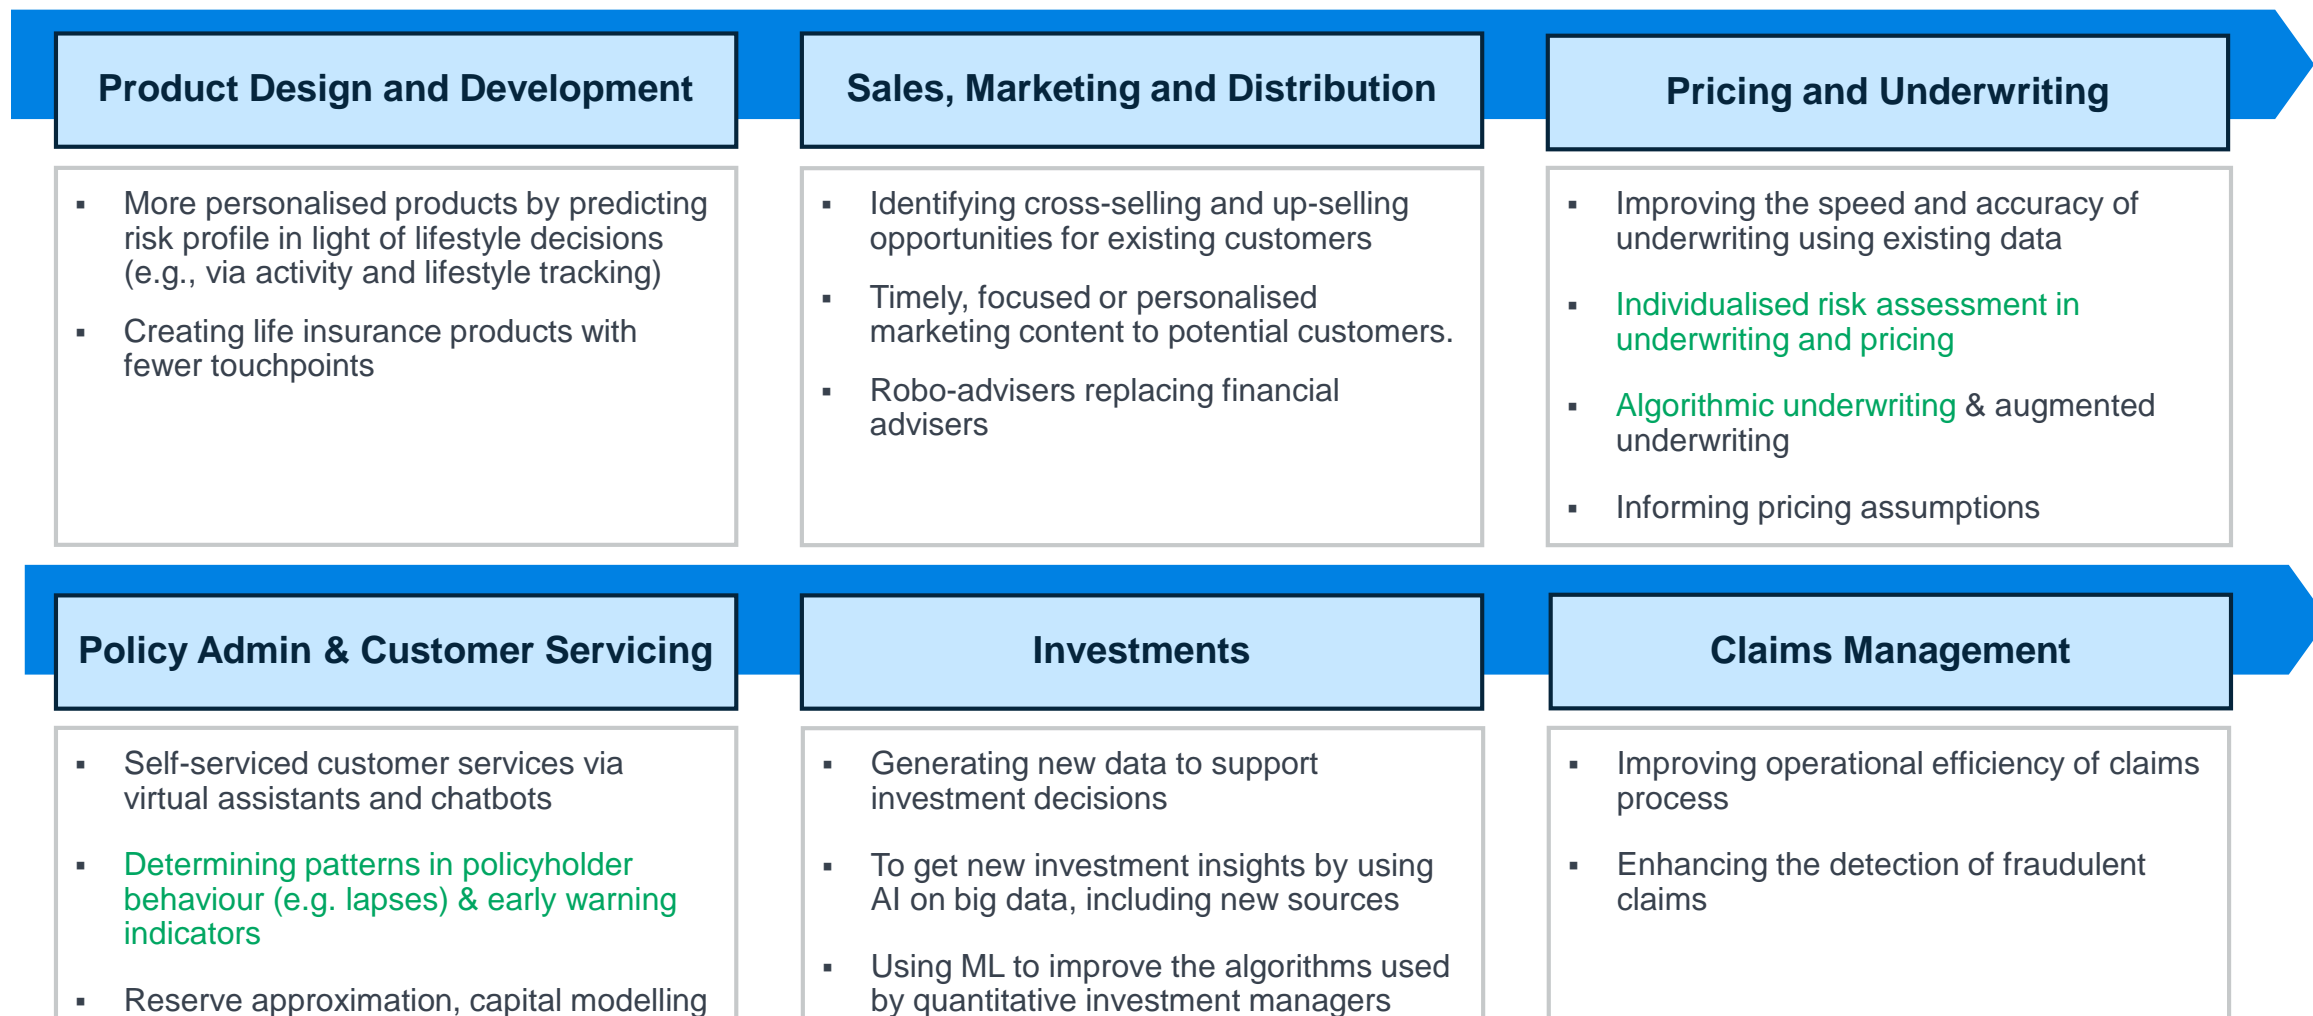 Product Design and Development
▪ More personalised products by predicting
risk profile in light of lifestyle decisions
(e.g., via activity and lifestyle tracking)
▪ Creating life insurance products with
fewer touchpoints
Sales, Marketing and Distribution
▪ Identifying cross-selling and up-selling
opportunities for existing customers
▪ Timely, focused or personalised
marketing content to potential customers.
▪ Robo-advisers replacing financial
advisers
Pricing and Underwriting
▪ Improving the speed and accuracy of
underwriting using existing data
▪ Individualised risk assessment in
underwriting and pricing
▪ Algorithmic underwriting & augmented
underwriting
▪ Informing pricing assumptions
Policy Admin & Customer Servicing
▪ Self-serviced customer services via
virtual assistants and chatbots
▪ Determining patterns in policyholder
behaviour (e.g. lapses) & early warning
indicators
▪ Reserve approximation, capital modelling
Investments
▪ Generating new data to support
investment decisions
▪ To get new investment insights by using
AI on big data, including new sources
▪ Using ML to improve the algorithms used
by quantitative investment managers
Claims Management
▪ Improving operational efficiency of claims
process
▪ Enhancing the detection of fraudulent
claims